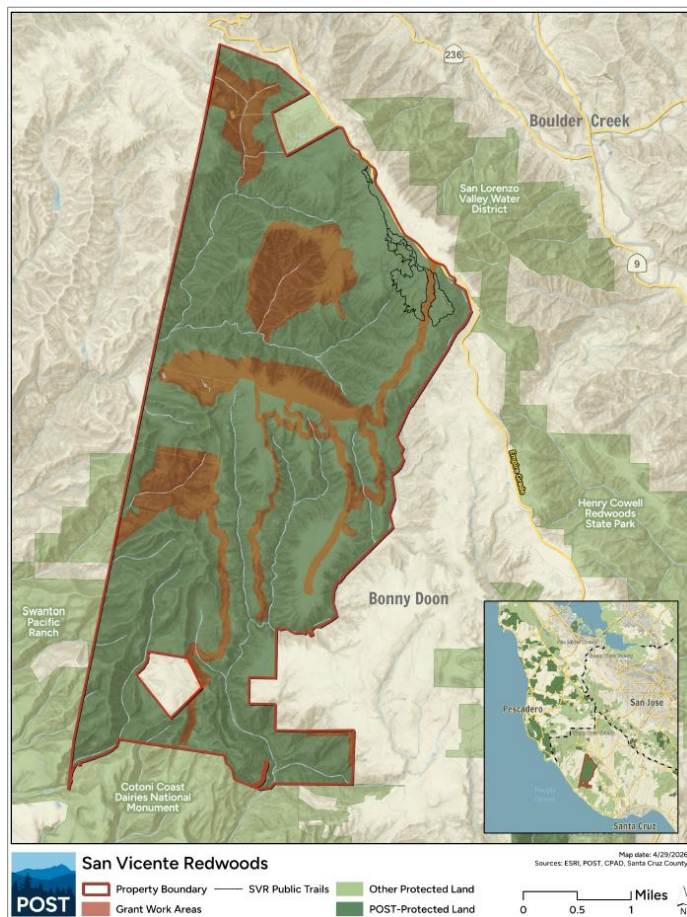 236
Boulder Creek
San Lorenzo
Valley Water
District
9
Empire Grade
Henry Cowell
Redwoods
State Park
Swanton
Pacific
Ranch
Bonny Doon
Cotoni Coast
Dairies National
Monument
Pescadero
San Jose
Santa Cruz
POST
San Vicente Redwoods
Property Boundary
SVR Public Trails
Other Protected Land
Grant Work Areas
POST-Protected Land
Map date: 4/29/2026
Sources: ESRI, POST, CPAD, Santa Cruz County
0 0.5 1 Miles
N